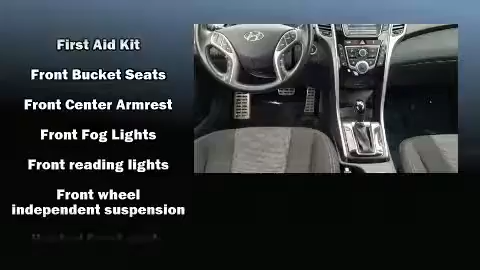 First Aid Kit
Front Bucket Seats
Front Center Armrest
Front Fog Lights
Front reading lights
Front wheel
independent suspension